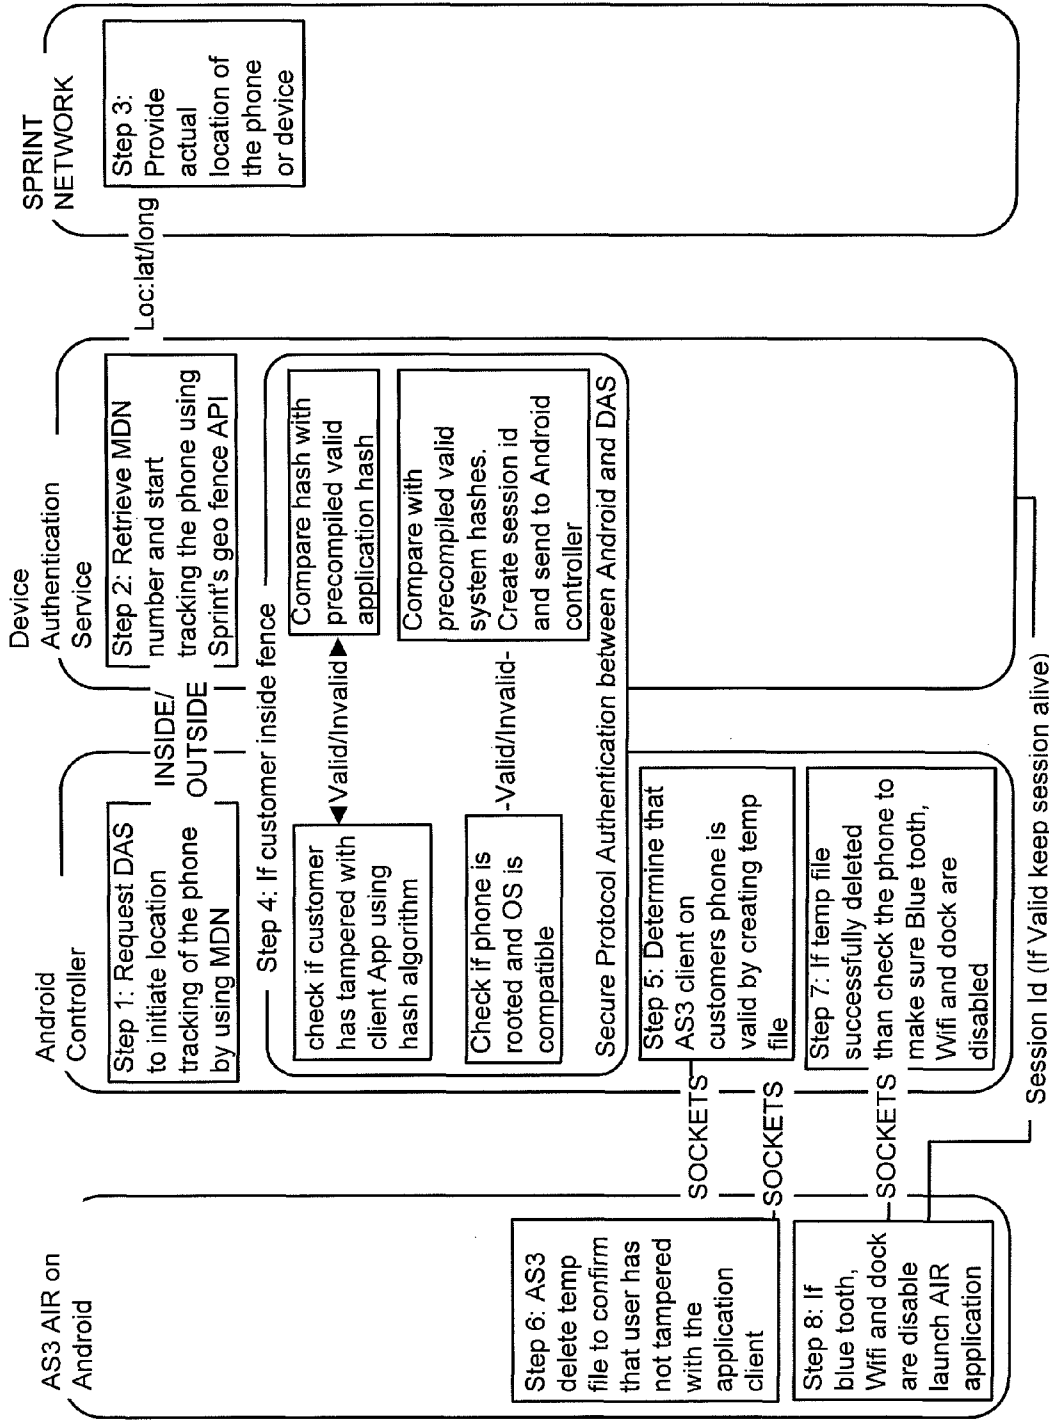 AS3 AIR on
Android
Step 6: AS3
delete temp
file to confirm
that user has
not tampered
with the
application
client
Step 8: If
blue tooth,
Wifi and dock
are disable
launch AIR
application
SOCKETS
SOCKETS
SOCKETS
Android
Controller
Step 1: Request DAS
to initiate location
tracking of the phone
by using MDN
INSIDE/
OUTSIDE
Step 4: If customer inside fence
check if customer
has tampered with
client App using
hash algorithm
Valid/Invalid
Check if phone is
rooted and OS is
compatible
-Valid/Invalid-
Secure Protocol Authentication between Android and DAS
Step 5: Determine that
AS3 client on
customers phone is
valid by creating temp
file
Step 7: If temp file
successfully deleted
than check the phone to
make sure Blue tooth,
Wifi and dock are
disabled
Device
Authentication
Service
Step 2: Retrieve MDN
number and start
tracking the phone using
Sprint's geo fence API
Compare hash with
precompiled valid
application hash
Compare with
precompiled valid
system hashes.
Create session id
and send to Android
controller
Loc:lat/long
SPRINT
NETWORK
Step 3:
Provide
actual
location of
the phone
or device
Session Id (If Valid keep session alive)